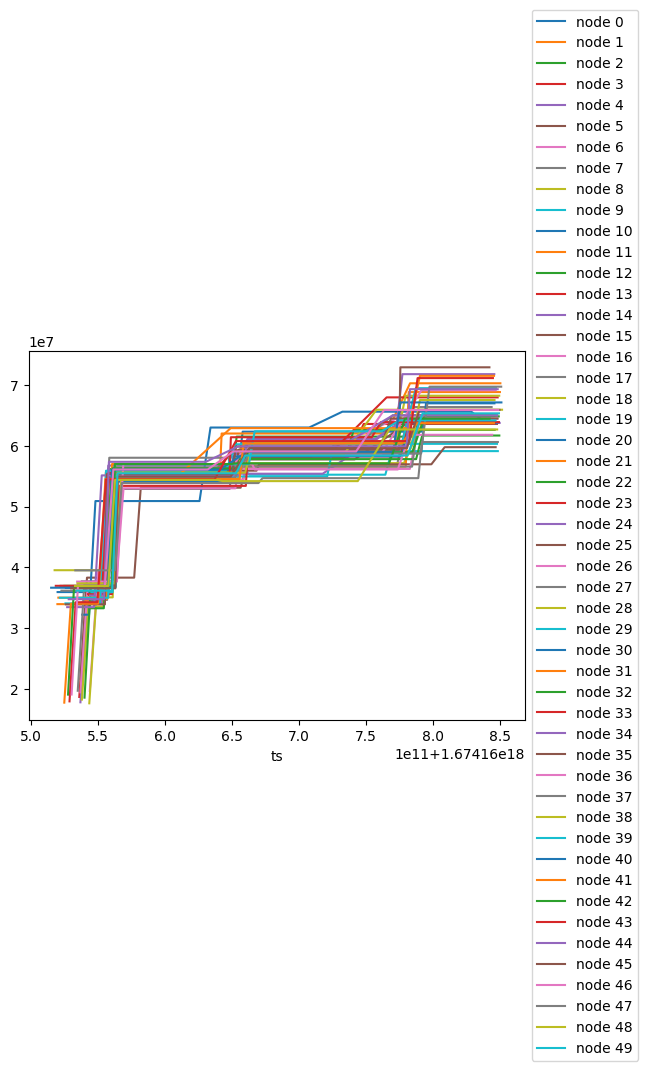 1e7
7
6
5
4
3
2
5.0 5.5 6.0 6.5 7.0 7.5 8.0 8.5
1e11+1.67416e18
ts
node 0
node 1
node 2
node 3
node 4
node 5
node 6
node 7
node 8
node 9
node 10
node 11
node 12
node 13
node 14
node 15
node 16
node 17
node 18
node 19
node 20
node 21
node 22
node 23
node 24
node 25
node 26
node 27
node 28
node 29
node 30
node 31
node 32
node 33
node 34
node 35
node 36
node 37
node 38
node 39
node 40
node 41
node 42
node 43
node 44
node 45
node 46
node 47
node 48
node 49